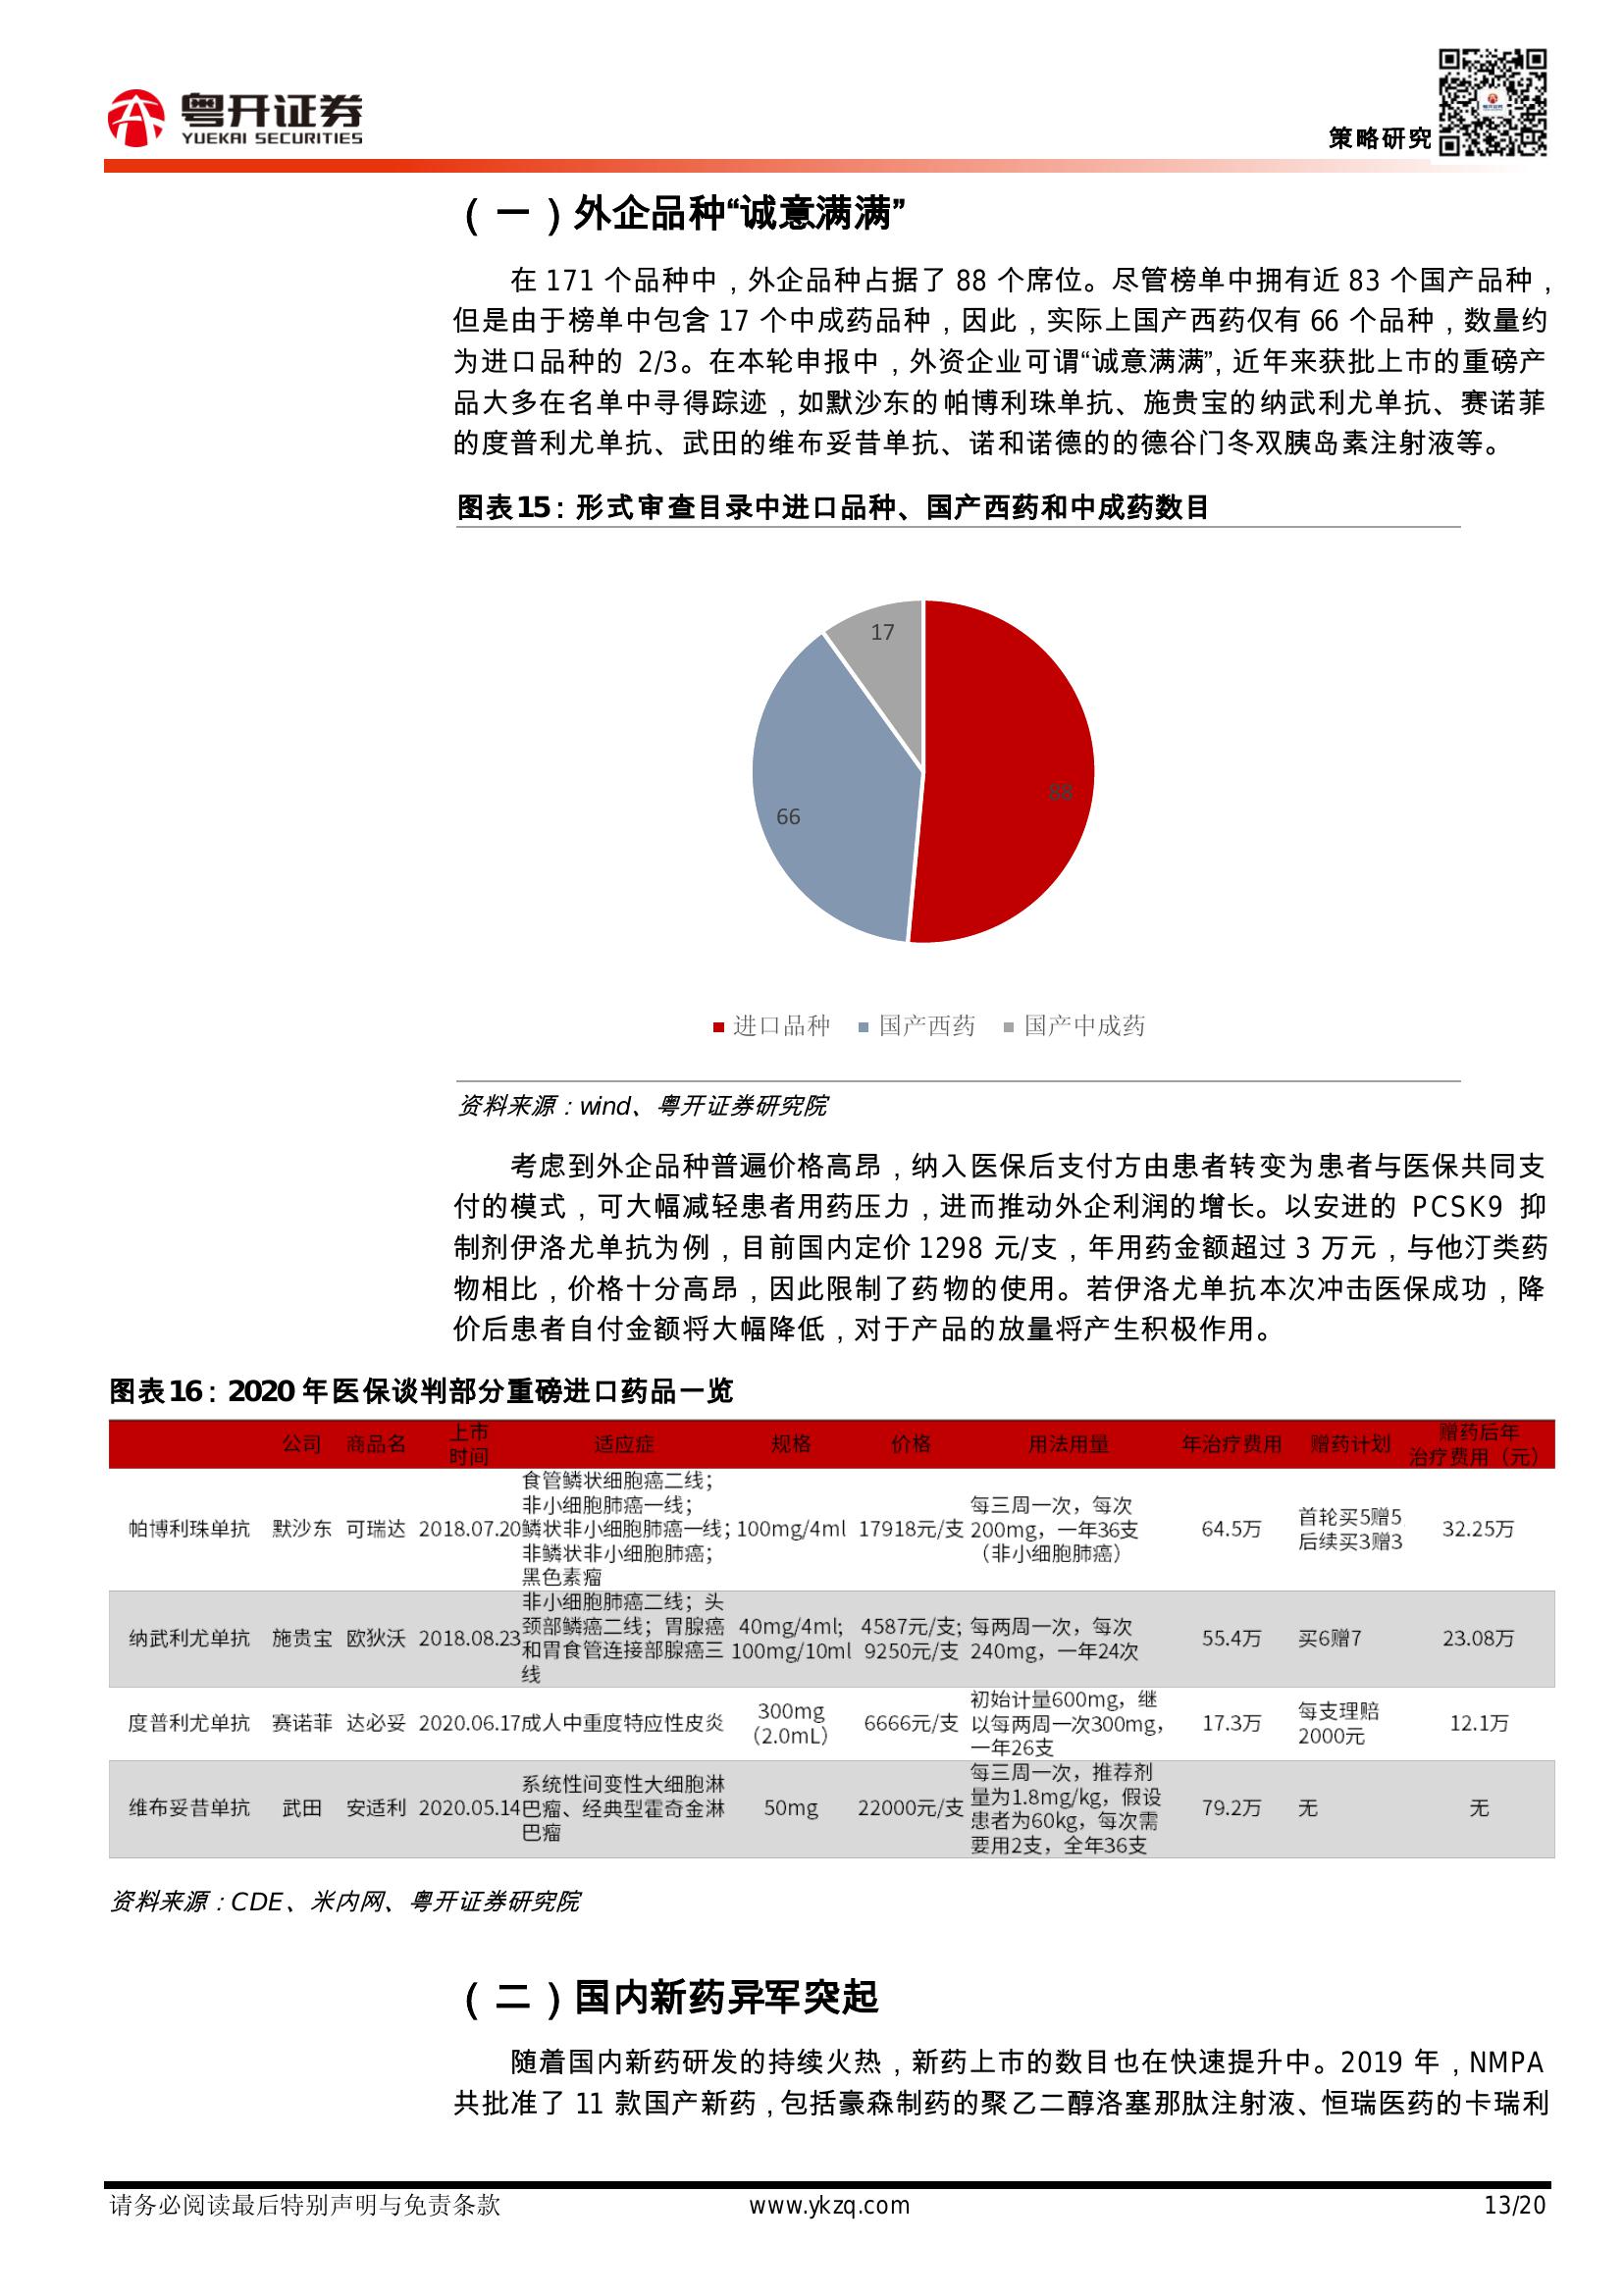 粤开证券
YUEKAI SECURITIES
策略研究
（一）外企品种“诚意满满”
在 171 个品种中，外企品种占据了 88 个席位。尽管榜单中拥有近 83 个国产品种，
但是由于榜单中包含 17 个中成药品种，因此，实际上国产西药仅有 66 个品种，数量约
为进口品种的 2/3。在本轮申报中，外资企业可谓“诚意满满”，近年来获批上市的重磅产
品大多在名单中寻得踪迹，如默沙东的帕博利珠单抗、施贵宝的纳武利尤单抗、赛诺菲
的度普利尤单抗、武田的维布妥昔单抗、诺和诺德的的德谷门冬双胰岛素注射液等。
图表15：形式审查目录中进口品种、国产西药和中成药数目
17
88
66
进口品种 国产西药 国产中成药
资料来源：wind、粤开证券研究院
考虑到外企品种普遍价格高昂，纳入医保后支付方由患者转变为患者与医保共同支
付的模式，可大幅减轻患者用药压力，进而推动外企利润的增长。以安进的 PCSK9 抑
制剂伊洛尤单抗为例，目前国内定价 1298 元/支，年用药金额超过 3 万元，与他汀类药
物相比，价格十分高昂，因此限制了药物的使用。若伊洛尤单抗本次冲击医保成功，降
价后患者自付金额将大幅降低，对于产品的放量将产生积极作用。
图表16：2020 年医保谈判部分重磅进口药品一览
公司 商品名 上市时间 适应症 规格 价格 用法用量 年治疗费用 赠药计划 赠药后年治疗费用（元）
帕博利珠单抗 默沙东 可瑞达 2018.07.20 食管鳞状细胞癌二线；非小细胞肺癌一线；鳞状非小细胞肺癌一线；非鳞状非小细胞肺癌；黑色素瘤 100mg/4ml 17918元/支 每三周一次，每次200mg，一年36支（非小细胞肺癌） 64.5万 首轮买5赠5后续买3赠3 32.25万
纳武利尤单抗 施贵宝 欧狄沃 2018.08.23 非小细胞肺癌二线；头颈部鳞癌二线；胃腺癌和胃食管连接部腺癌三线 40mg/4ml; 100mg/10ml 4587元/支; 9250元/支 每两周一次，每次240mg，一年24次 55.4万 买6赠7 23.08万
度普利尤单抗 赛诺菲 达必妥 2020.06.17 成人中重度特应性皮炎 300mg（2.0mL） 6666元/支 初始计量600mg，继以每两周一次300mg，一年26支 17.3万 每支理赔2000元 12.1万
维布妥昔单抗 武田 安适利 2020.05.14 系统性间变性大细胞淋巴瘤、经典型霍奇金淋巴瘤 50mg 22000元/支 每三周一次，推荐剂量为1.8mg/kg，假设患者为60kg，每次需要用2支，全年36支 79.2万 无 无
资料来源：CDE、米内网、粤开证券研究院
（二）国内新药异军突起
随着国内新药研发的持续火热，新药上市的数目也在快速提升中。2019 年，NMPA
共批准了 11 款国产新药，包括豪森制药的聚乙二醇洛塞那肽注射液、恒瑞医药的卡瑞利
请务必阅读最后特别声明与免责条款 www.ykzq.com 13/20